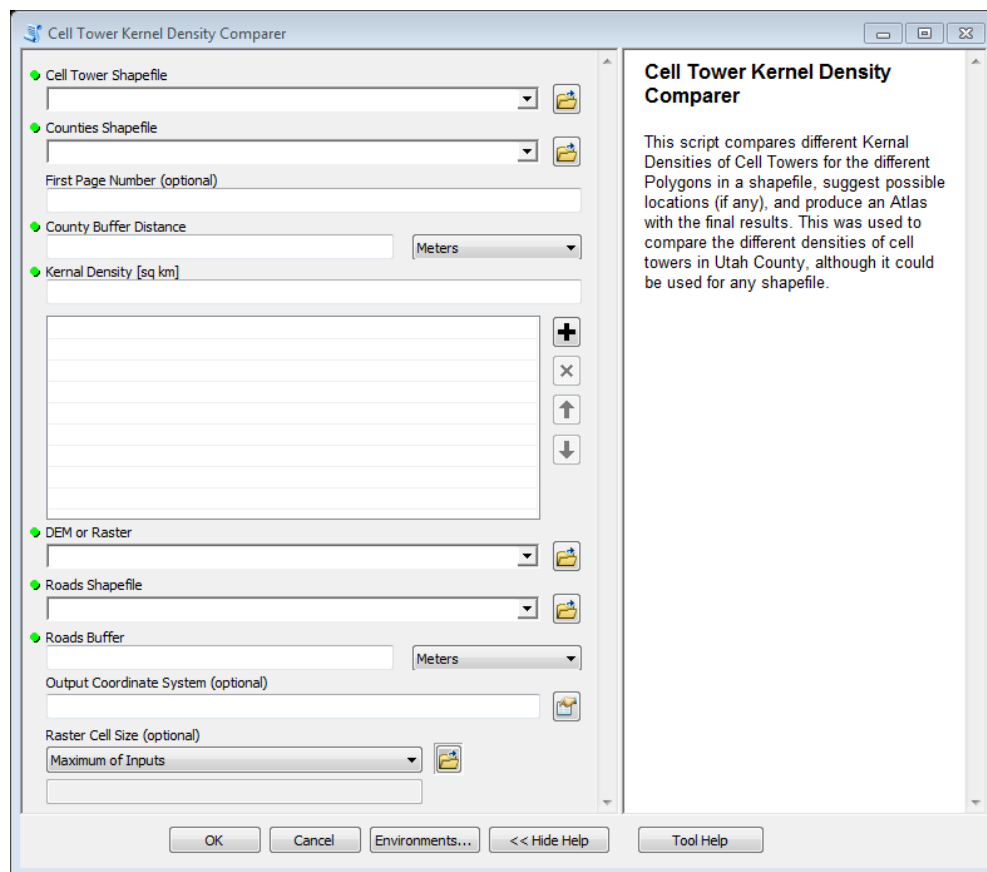 Cell Tower Kernel Density Comparer
Cell Tower Shapefile
Counties Shapefile
First Page Number (optional)
County Buffer Distance
Meters
Kernal Density [sq km]
DEM or Raster
Roads Shapefile
Roads Buffer
Meters
Output Coordinate System (optional)
Raster Cell Size (optional)
Maximum of Inputs
Cell Tower Kernel Density
Comparer
This script compares different Kernal
Densities of Cell Towers for the different
Polygons in a shapefile, suggest possible
locations (if any), and produce an Atlas
with the final results. This was used to
compare the different densities of cell
towers in Utah County, although it could
be used for any shapefile.
OK
Cancel
Environments...
<< Hide Help
Tool Help